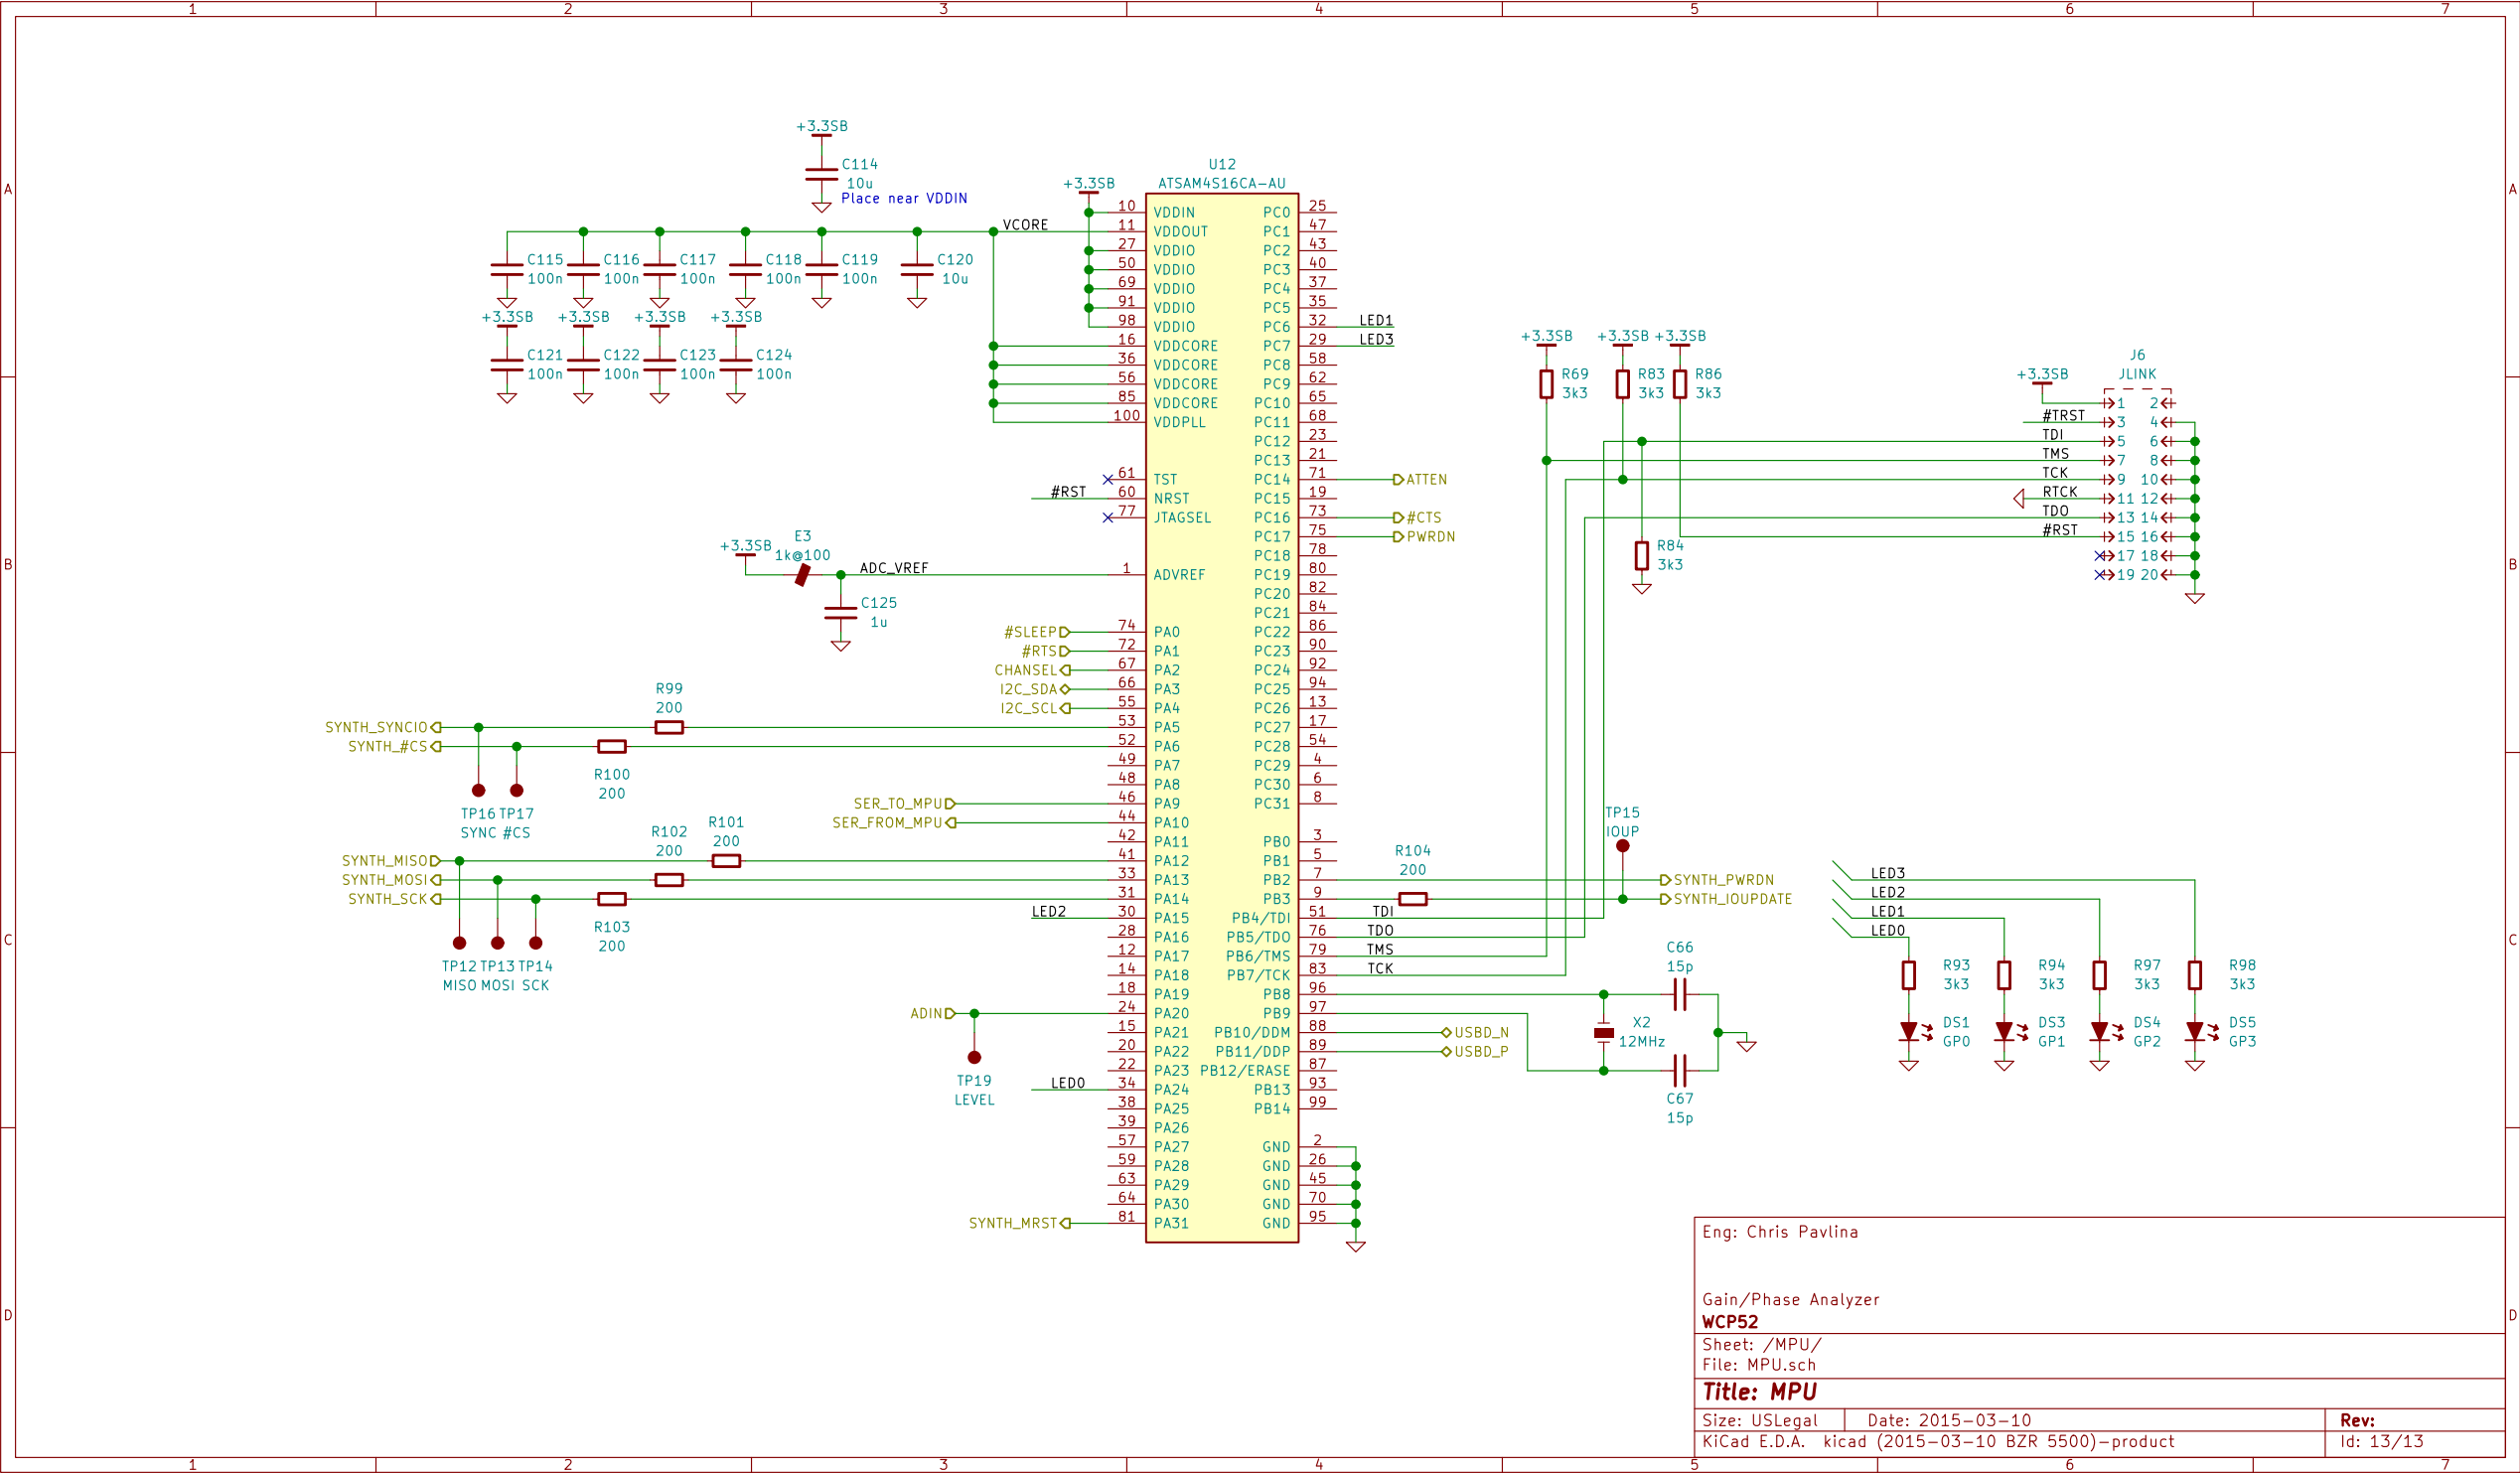 1 2 3 4 5 6 7
A
B
C
D
+3.3SB
C114
10u
Place near VDDIN
VCORE
C115
100n
C116
100n
C117
100n
C118
100n
C119
100n
C120
10u
+3.3SB +3.3SB +3.3SB +3.3SB
C121
100n
C122
100n
C123
100n
C124
100n
+3.3SB
U12
ATSAM4S16CA-AU
10 VDDIN
11 VDDOUT
27 VDDIO
50 VDDIO
69 VDDIO
91 VDDIO
98 VDDIO
16 VDDCORE
36 VDDCORE
56 VDDCORE
85 VDDCORE
100 VDDPLL
61 TST
#RST 60 NRST
77 JTAGSEL
+3.3SB
E3
1k@100
ADC_VREF
1 ADVREF
C125
1u
#SLEEP 74 PA0
#RTS 72 PA1
CHANSEL 67 PA2
I2C_SDA 66 PA3
I2C_SCL 55 PA4
R99
200
SYNTH_SYNCIO 53 PA5
SYNTH_#CS 52 PA6
R100
200
49 PA7
48 PA8
TP16 TP17
SYNC #CS
SER_TO_MPU 46 PA9
SER_FROM_MPU 44 PA10
42 PA11
R102
200
R101
200
SYNTH_MISO 41 PA12
SYNTH_MOSI 33 PA13
SYNTH_SCK 31 PA14
R103
200
LED2 30 PA15
28 PA16
12 PA17
14 PA18
18 PA19
TP12 TP13 TP14
MISO MOSI SCK
ADIN 24 PA20
15 PA21
20 PA22
22 PA23
TP19
LEVEL
LED0 34 PA24
38 PA25
39 PA26
57 PA27
59 PA28
63 PA29
64 PA30
SYNTH_MRST 81 PA31
PC0 25
PC1 47
PC2 43
PC3 40
PC4 37
PC5 35
PC6 32 LED1
PC7 29 LED3
PC8 58
PC9 62
PC10 65
PC11 68
PC12 23
PC13 21
PC14 71 ATTEN
PC15 19
PC16 73 #CTS
PC17 75 PWRDN
PC18 78
PC19 80
PC20 82
PC21 84
PC22 86
PC23 90
PC24 92
PC25 94
PC26 13
PC27 17
PC28 54
PC29 4
PC30 6
PC31 8
PB0 3
PB1 5
PB2 7 SYNTH_PWRDN
PB3 9 SYNTH_IOUPDATE
R104
200
TP15
IOUP
PB4/TDI 51 TDI
PB5/TDO 76 TDO
PB6/TMS 79 TMS
PB7/TCK 83 TCK
PB8 96
PB9 97
PB10/DDM 88 USBD_N
PB11/DDP 89 USBD_P
PB12/ERASE 87
PB13 93
PB14 99
GND 2
GND 26
GND 45
GND 70
GND 95
C66
15p
X2
12MHz
C67
15p
+3.3SB +3.3SB +3.3SB
R69
3k3
R83
3k3
R86
3k3
R84
3k3
J6
JLINK
+3.3SB
1 2
#TRST 3 4
TDI 5 6
TMS 7 8
TCK 9 10
RTCK 11 12
TDO 13 14
#RST 15 16
17 18
19 20
LED3
LED2
LED1
LED0
R93
3k3
R94
3k3
R97
3k3
R98
3k3
DS1
GP0
DS3
GP1
DS4
GP2
DS5
GP3
Eng: Chris Pavlina
Gain/Phase Analyzer
WCP52
Sheet: /MPU/
File: MPU.sch
Title: MPU
Size: USLegal Date: 2015-03-10 Rev:
KiCad E.D.A. kicad (2015-03-10 BZR 5500)-product Id: 13/13
A
B
C
D
1 2 3 4 5 6 7